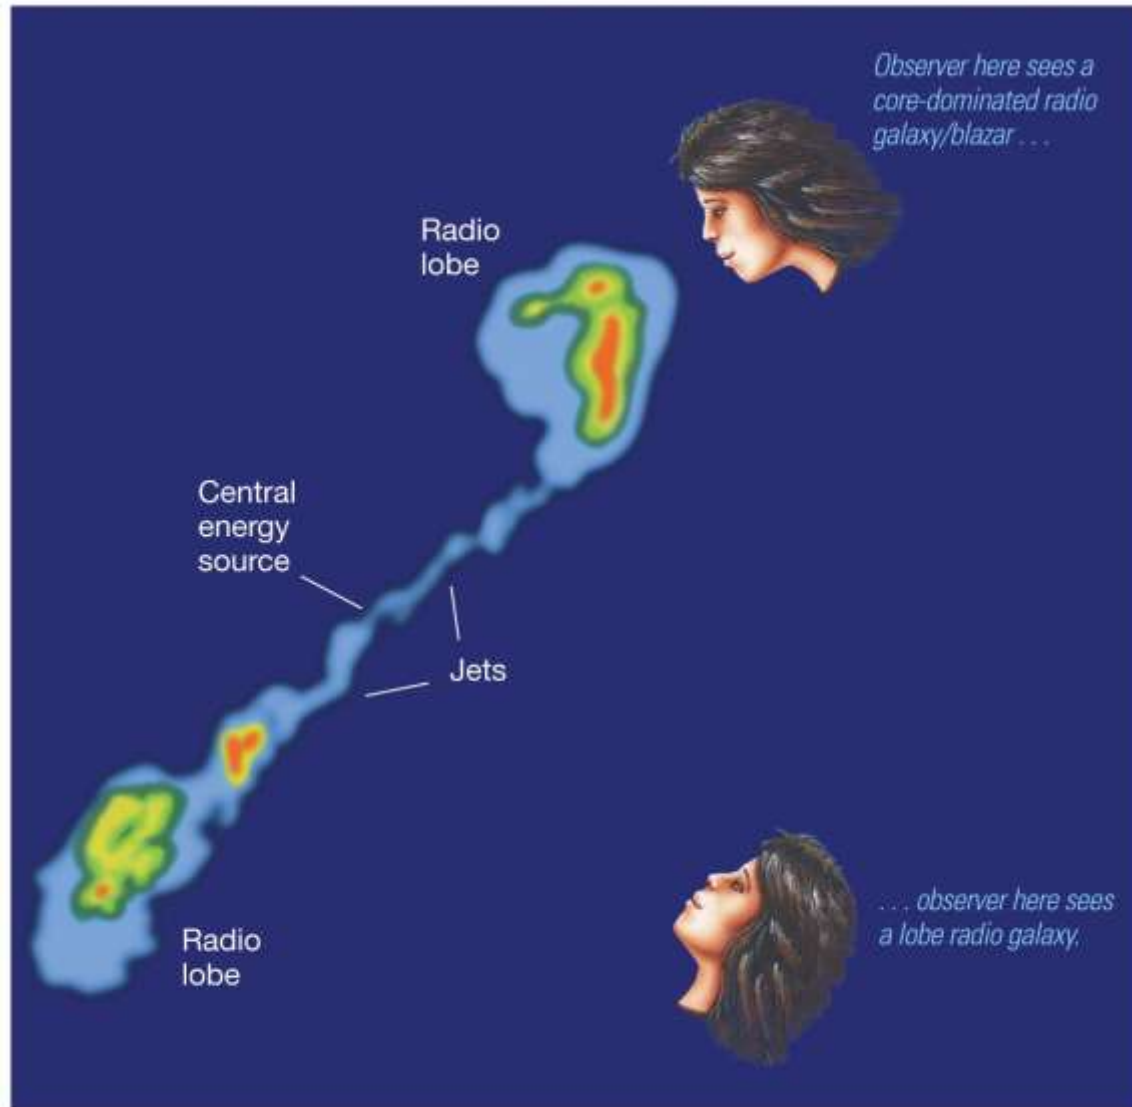 Observer here sees a
core-dominated radio
galaxy/blazar . . .
Radio
lobe
Central
energy
source
Jets
. . . observer here sees
a lobe radio galaxy.
Radio
lobe